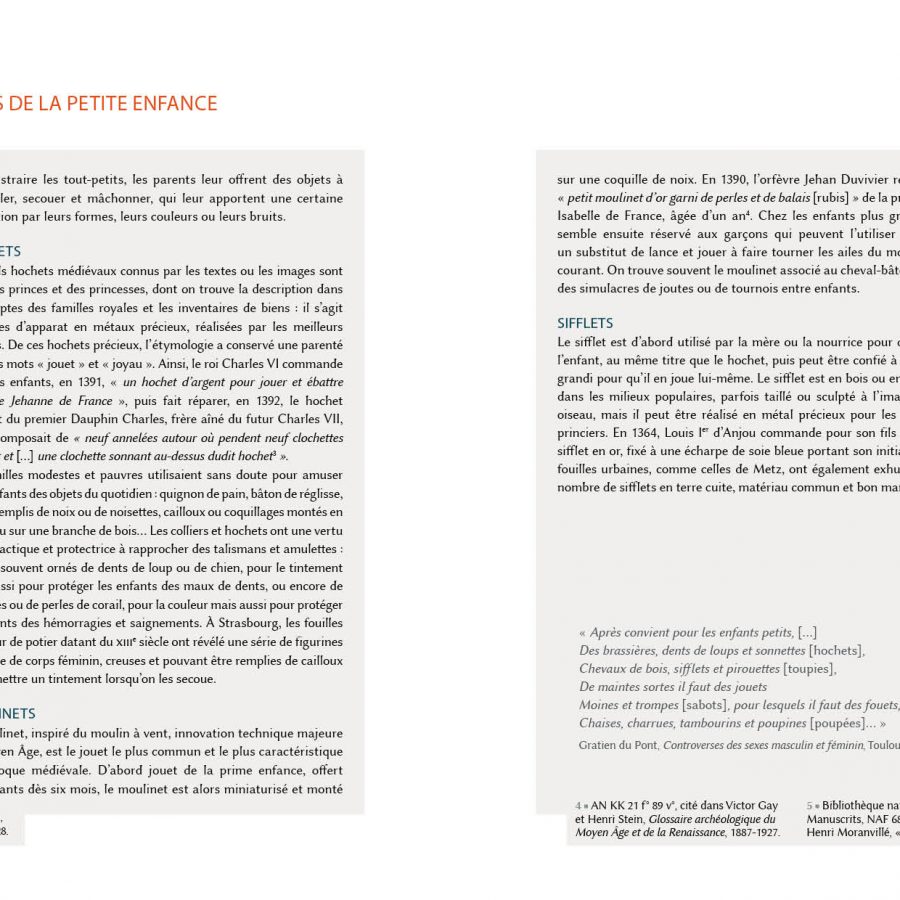 S DE LA PETITE ENFANCE
straire les tout-petits, les parents leur offrent des objets à
ler, secouer et mâchonner, qui leur apportent une certaine
tion par leurs formes, leurs couleurs ou leurs bruits.
ETS
ls hochets médiévaux connus par les textes ou les images sont
s princes et des princesses, dont on trouve la description dans
ptes des familles royales et les inventaires de biens : il s’agit
es d’apparat en métaux précieux, réalisées par les meilleurs
s. De ces hochets précieux, l’étymologie a conservé une parenté
s mots « jouet » et « joyau ». Ainsi, le roi Charles VI commande
s enfants, en 1391, « un hochet d’argent pour jouer et ébattre
e Jehanne de France », puis fait réparer, en 1392, le hochet
t du premier Dauphin Charles, frère aîné du futur Charles VII,
omposait de « neuf annelées autour où pendent neuf clochettes
t et [...] une clochette sonnant au-dessus dudit hochet³ ».
illes modestes et pauvres utilisaient sans doute pour amuser
fants des objets du quotidien : quignon de pain, bâton de réglisse,
emplis de noix ou de noisettes, cailloux ou coquillages montés en
u sur une branche de bois… Les colliers et hochets ont une vertu
actique et protectrice à rapprocher des talismans et amulettes :
souvent ornés de dents de loup ou de chien, pour le tintement
ssi pour protéger les enfants des maux de dents, ou encore de
es ou de perles de corail, pour la couleur mais aussi pour protéger
nts des hémorragies et saignements. À Strasbourg, les fouilles
ur de potier datant du XIIIe siècle ont révélé une série de figurines
e de corps féminin, creuses et pouvant être remplies de cailloux
mettre un tintement lorsqu’on les secoue.
INETS
linet, inspiré du moulin à vent, innovation technique majeure
en Âge, est le jouet le plus commun et le plus caractéristique
oque médiévale. D’abord jouet de la prime enfance, offert
ants dès six mois, le moulinet est alors miniaturisé et monté
,
28.
sur une coquille de noix. En 1390, l’orfèvre Jehan Duvivier re
« petit moulinet d’or garni de perles et de balais [rubis] » de la pr
Isabelle de France, âgée d’un an⁴. Chez les enfants plus gr
semble ensuite réservé aux garçons qui peuvent l’utiliser
un substitut de lance et jouer à faire tourner les ailes du mo
courant. On trouve souvent le moulinet associé au cheval-bât
des simulacres de joutes ou de tournois entre enfants.
SIFFLETS
Le sifflet est d’abord utilisé par la mère ou la nourrice pour c
l’enfant, au même titre que le hochet, puis peut être confié à
grandi pour qu’il en joue lui-même. Le sifflet est en bois ou en
dans les milieux populaires, parfois taillé ou sculpté à l’ima
oiseau, mais il peut être réalisé en métal précieux pour les
princiers. En 1364, Louis Ier d’Anjou commande pour son fils
sifflet en or, fixé à une écharpe de soie bleue portant son initia
fouilles urbaines, comme celles de Metz, ont également exhu
nombre de sifflets en terre cuite, matériau commun et bon mar
« Après convient pour les enfants petits, [...]
Des brassières, dents de loups et sonnettes [hochets],
Chevaux de bois, sifflets et pirouettes [toupies],
De maintes sortes il faut des jouets
Moines et trompes [sabots], pour lesquels il faut des fouets,
Chaises, charrues, tambourins et poupines [poupées]… »
Gratien du Pont, Controverses des sexes masculin et féminin, Toulou
4 ■ AN KK 21 f° 89 v°, cité dans Victor Gay
et Henri Stein, Glossaire archéologique du
Moyen Âge et de la Renaissance, 1887-1927.
5 ■ Bibliothèque na
Manuscrits, NAF 68
Henri Moranvillé, «